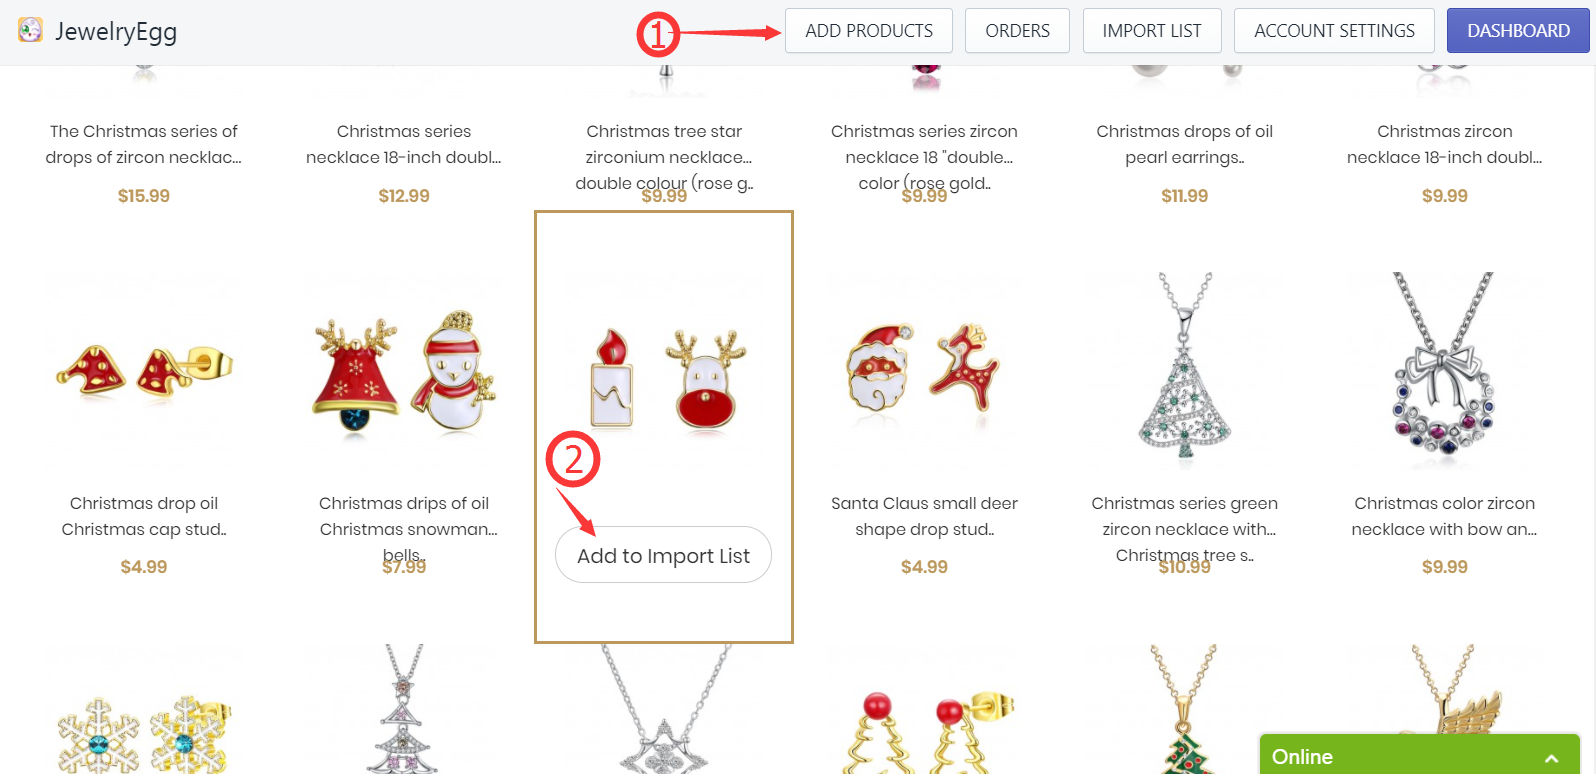 JewelryEgg
1
ADD PRODUCTS
ORDERS
IMPORT LIST
ACCOUNT SETTINGS
DASHBOARD
The Christmas series of
drops of zircon necklac...
$15.99
Christmas series
necklace 18-inch doubl...
$12.99
Christmas tree star
zirconium necklace...
double colour (rose g..
$9.99
Christmas series zircon
necklace 18 "double...
color (rose gold..
$9.99
Christmas drops of oil
pearl earrings..
$11.99
Christmas zircon
necklace 18-inch doubl...
$9.99
Christmas drop oil
Christmas cap stud..
$4.99
Christmas drips of oil
Christmas snowman...
bells..
$7.99
2
Add to Import List
Santa Claus small deer
shape drop stud..
$4.99
Christmas series green
zircon necklace with...
Christmas tree s..
$10.99
Christmas color zircon
necklace with bow an...
$9.99
Online